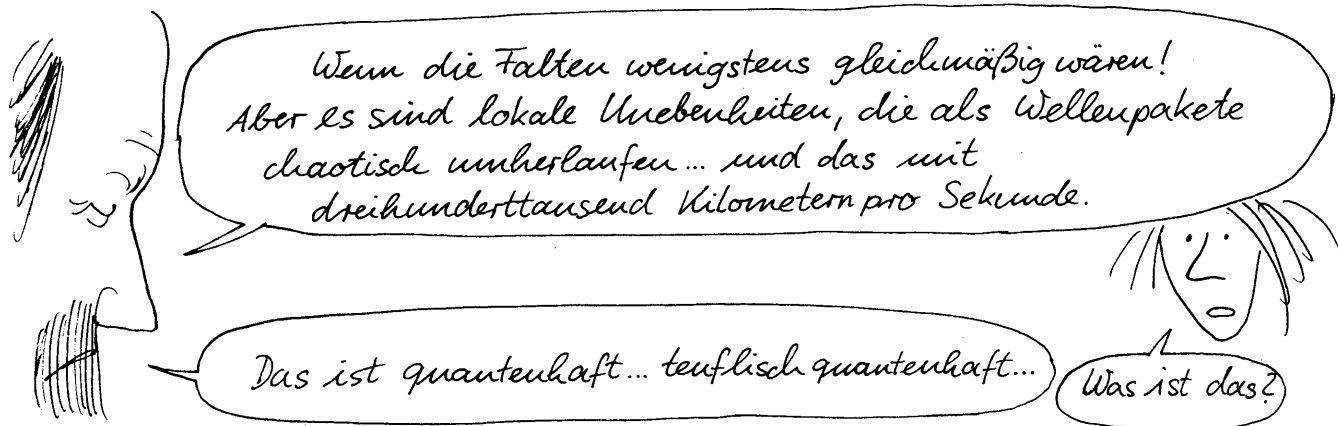 Wenn die Falten wenigstens gleichmäßig wären!
Aber es sind lokale Unebenheiten, die als Wellenpakete
chaotisch umherlaufen... und das mit
dreihunderttausend Kilometern pro Sekunde.
Das ist quantenhaft... teuflisch quantenhaft...
Was ist das?